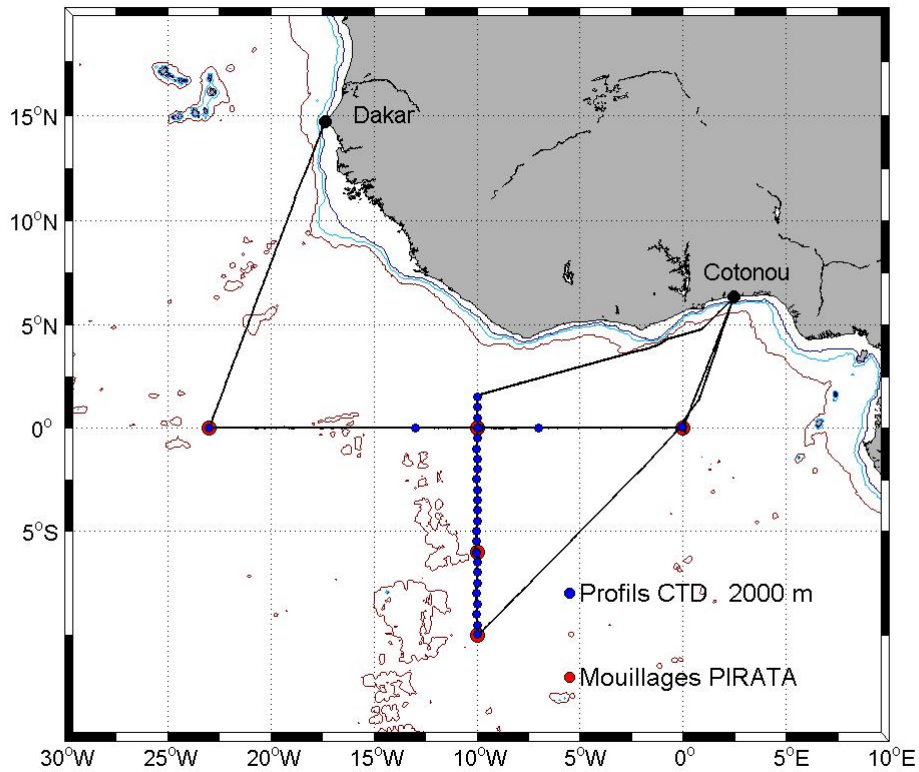 15°N
Dakar
10°N
Cotonou
5°N
0°
5°S
Profils CTD . 2000 m
Mouillages PIRATA
30°W 25°W 20°W 15°W 10°W 5°W 0°W 5°E 10°E